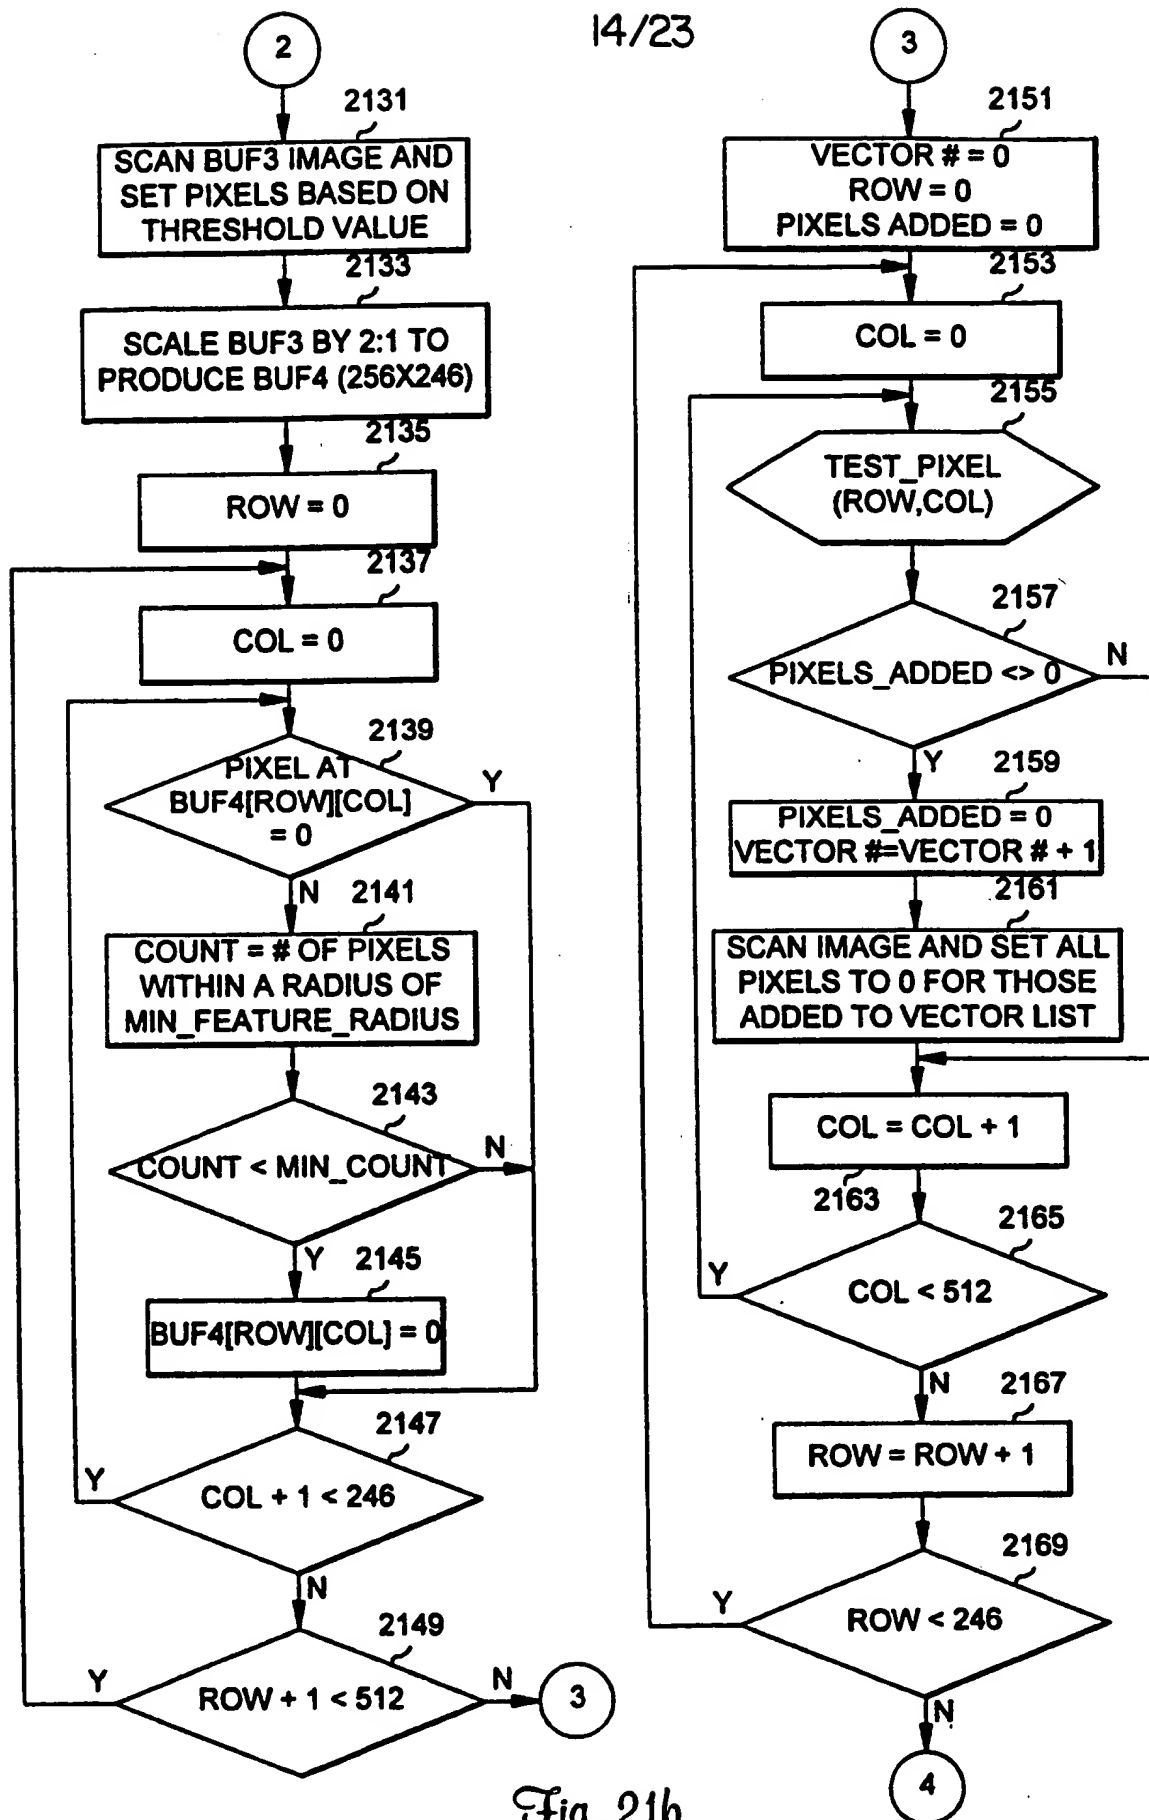 14/23
2
2131
SCAN BUF3 IMAGE AND
SET PIXELS BASED ON
THRESHOLD VALUE
2133
SCALE BUF3 BY 2:1 TO
PRODUCE BUF4 (256X246)
2135
ROW = 0
2137
COL = 0
2139
PIXEL AT
BUF4[ROW][COL]
= 0
Y
N
2141
COUNT = # OF PIXELS
WITHIN A RADIUS OF
MIN_FEATURE_RADIUS
2143
COUNT < MIN_COUNT
N
Y
2145
BUF4[ROW][COL] = 0
2147
COL + 1 < 246
Y
N
2149
ROW + 1 < 512
Y
N
3
3
2151
VECTOR # = 0
ROW = 0
PIXELS ADDED = 0
2153
COL = 0
2155
TEST_PIXEL
(ROW,COL)
2157
PIXELS_ADDED <> 0
N
Y
2159
PIXELS_ADDED = 0
VECTOR #=VECTOR # + 1
2161
SCAN IMAGE AND SET ALL
PIXELS TO 0 FOR THOSE
ADDED TO VECTOR LIST
COL = COL + 1
2163
2165
COL < 512
Y
N
2167
ROW = ROW + 1
2169
ROW < 246
Y
N
4
Fig. 21b